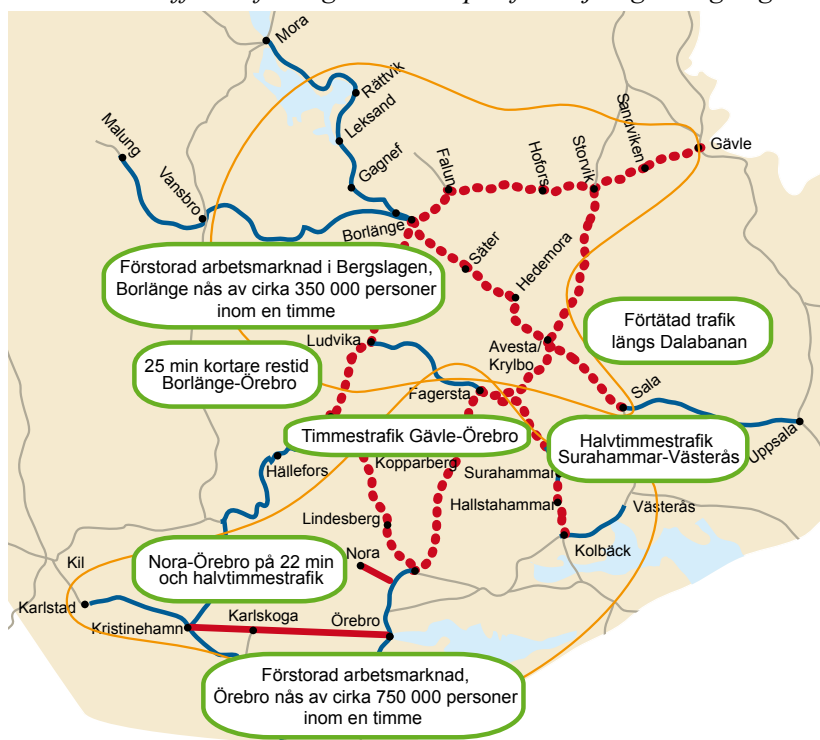 Mora
Rättvik
Leksand
Gagnef
Malung
Vansbro
Borlänge
Falun
Hofors
Storvik
Sandviken
Gävle
Säter
Hedemora
Förstorad arbetsmarknad i Bergslagen,
Borlänge nås av cirka 350 000 personer
inom en timme
Förtätad trafik
längs Dalabanan
Ludvika
Avesta/
Krylbo
25 min kortare restid
Borlänge-Örebro
Fagersta
Sala
Uppsala
Timmestrafik Gävle-Örebro
Halvtimmestrafik
Surahammar-Västerås
Hällefors
Kopparberg
Surahammar
Hallstahammar
Västerås
Lindesberg
Kolbäck
Nora
Nora-Örebro på 22 min
och halvtimmestrafik
Kil
Karlstad
Kristinehamn
Karlskoga
Örebro
Förstorad arbetsmarknad,
Örebro nås av cirka 750 000 personer
inom en timme